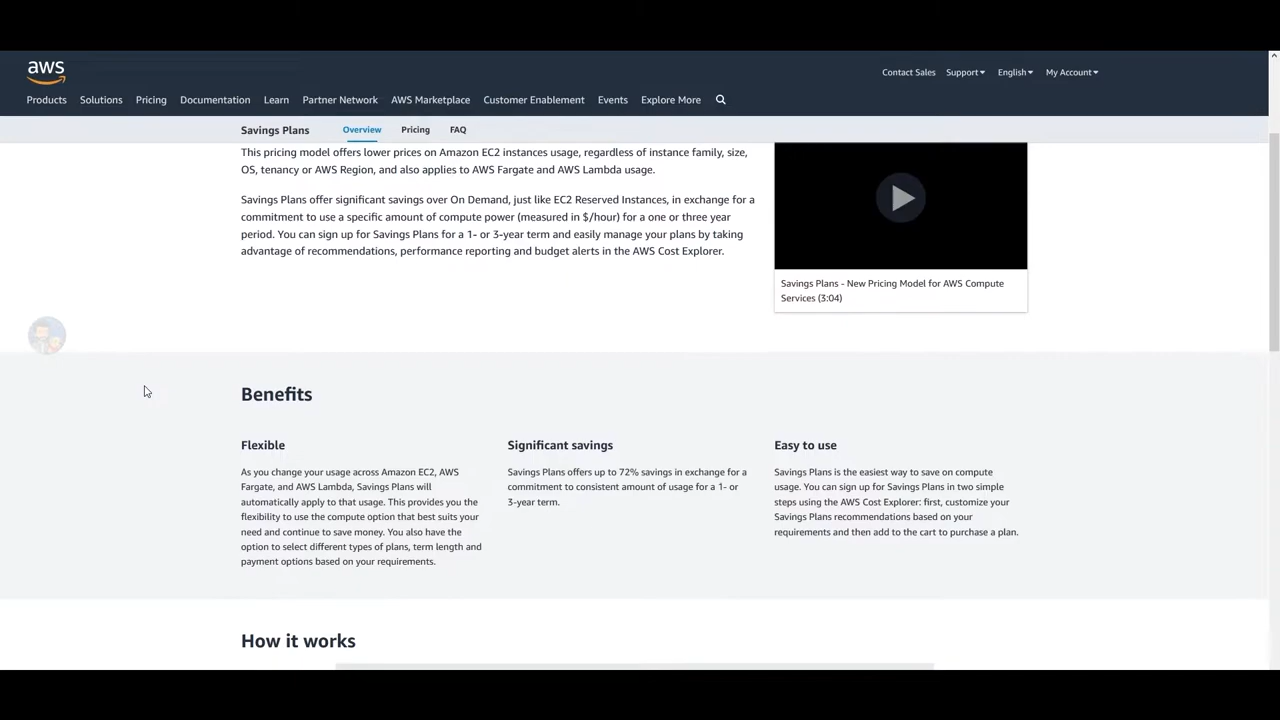 aws
Contact Sales Support English My Account
Products Solutions Pricing Documentation Learn Partner Network AWS Marketplace Customer Enablement Events Explore More
Savings Plans Overview Pricing FAQ
This pricing model offers lower prices on Amazon EC2 instances usage, regardless of instance family, size,
OS, tenancy or AWS Region, and also applies to AWS Fargate and AWS Lambda usage.
Savings Plans offer significant savings over On Demand, just like EC2 Reserved Instances, in exchange for a
commitment to use a specific amount of compute power (measured in $/hour) for a one or three year
period. You can sign up for Savings Plans for a 1- or 3-year term and easily manage your plans by taking
advantage of recommendations, performance reporting and budget alerts in the AWS Cost Explorer.
Savings Plans - New Pricing Model for AWS Compute
Services (3:04)
Benefits
Flexible
As you change your usage across Amazon EC2, AWS
Fargate, and AWS Lambda, Savings Plans will
automatically apply to that usage. This provides you the
flexibility to use the compute option that best suits your
need and continue to save money. You also have the
option to select different types of plans, term length and
payment options based on your requirements.
Significant savings
Savings Plans offers up to 72% savings in exchange for a
commitment to consistent amount of usage for a 1- or
3-year term.
Easy to use
Savings Plans is the easiest way to save on compute
usage. You can sign up for Savings Plans in two simple
steps using the AWS Cost Explorer: first, customize your
Savings Plans recommendations based on your
requirements and then add to the cart to purchase a plan.
How it works